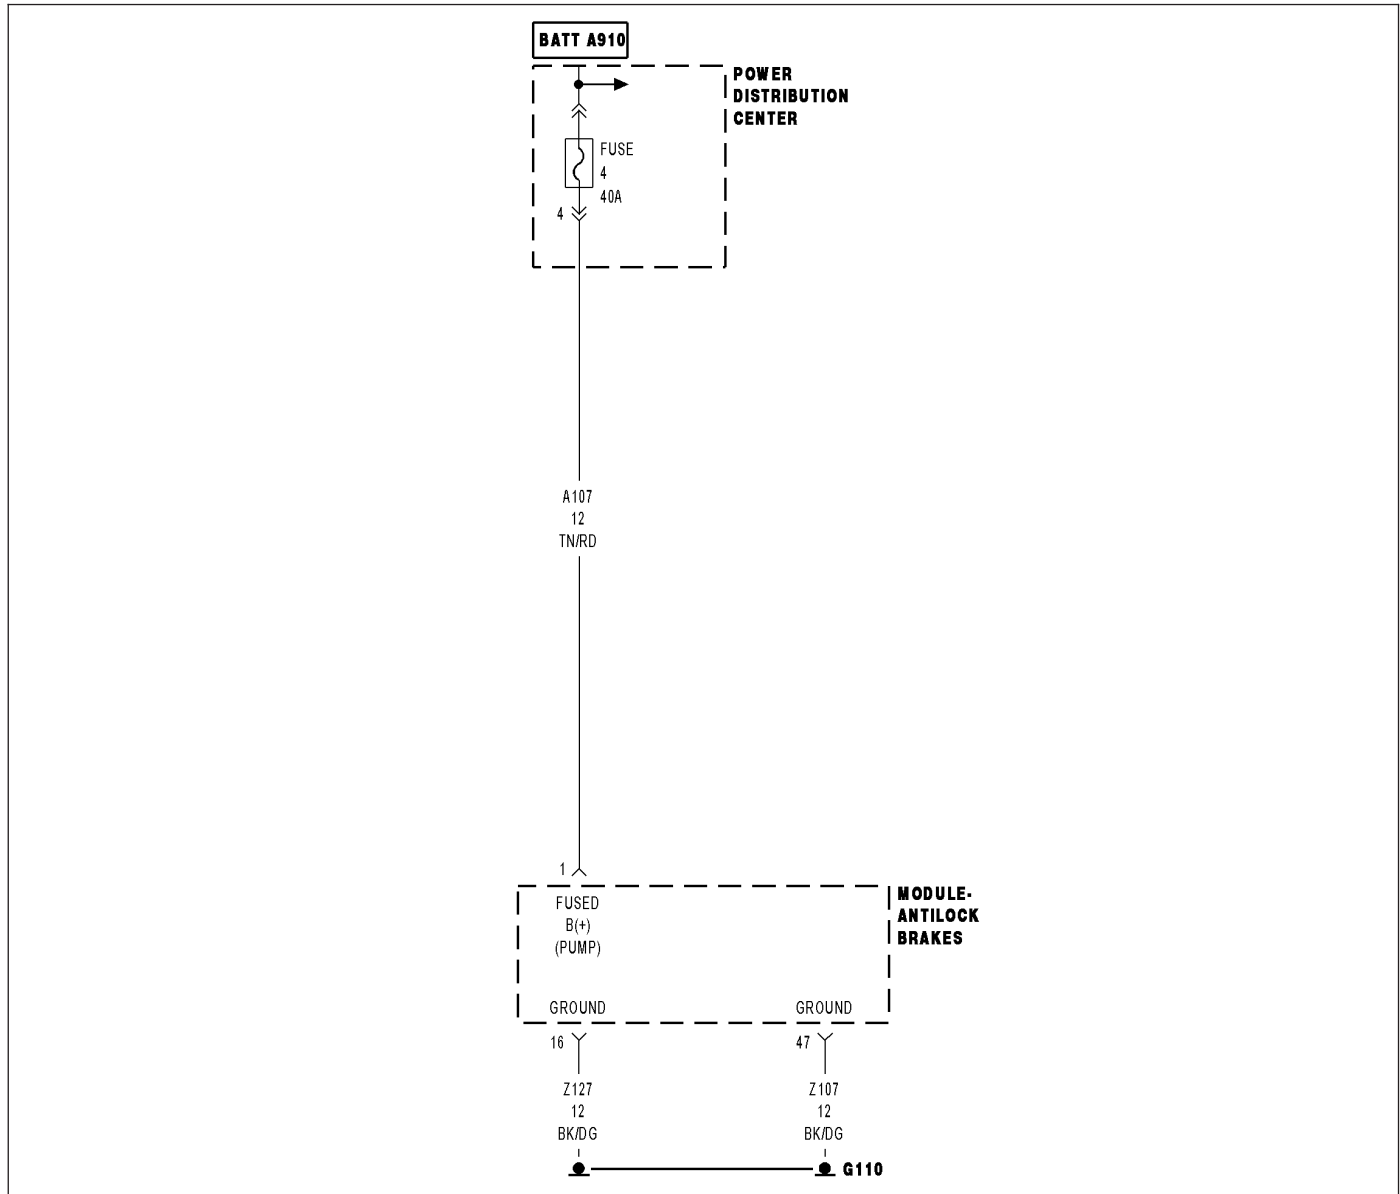 BATT A910
POWER
DISTRIBUTION
CENTER
FUSE
4
40A
4
A107
12
TN/RD
1
FUSED
B(+)
(PUMP)
MODULE-
ANTILOCK
BRAKES
GROUND GROUND
16 47
Z127 Z107
12 12
BK/DG BK/DG
G110